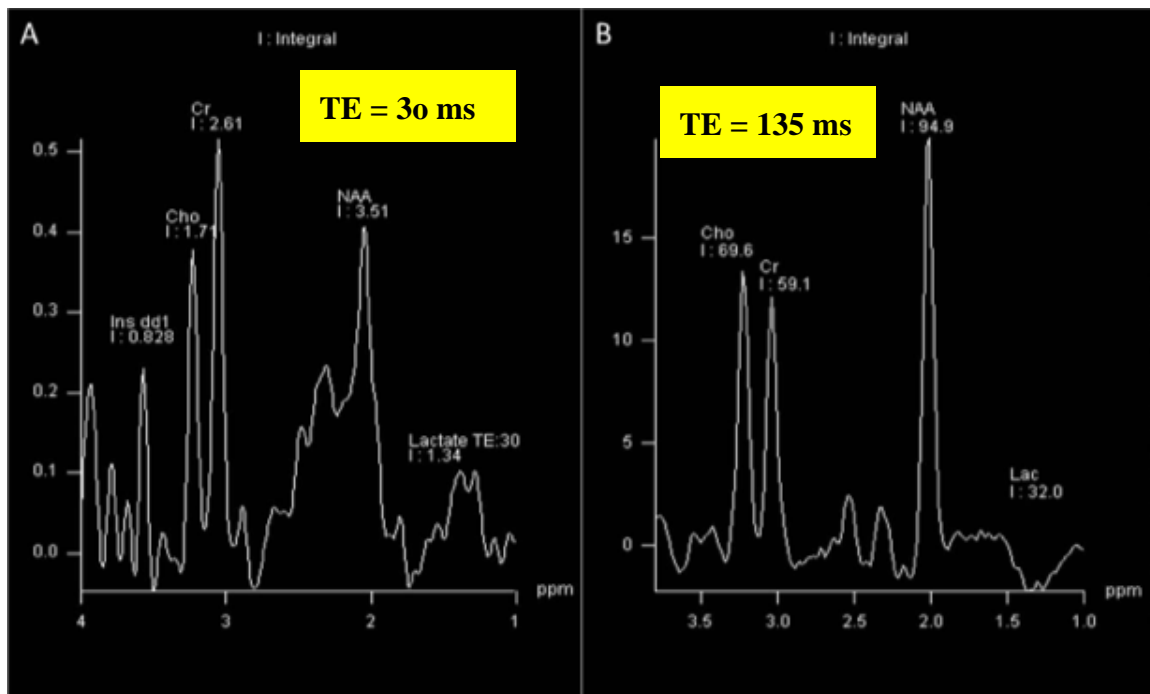 A
I : Integral
TE = 3o ms
Cr
I : 2.61
0.5
NAA
I : 3.51
0.4
Cho
I : 1.71
0.3
Ins dd1
I : 0.828
0.2
Lactate TE:30
I : 1.34
0.1
0.0
ppm
4
3
2
1
B
I : Integral
TE = 135 ms
NAA
I : 94.9
15
Cho
I : 69.6
Cr
I : 59.1
10
5
Lac
I : 32.0
0
ppm
3.5
3.0
2.5
2.0
1.5
1.0